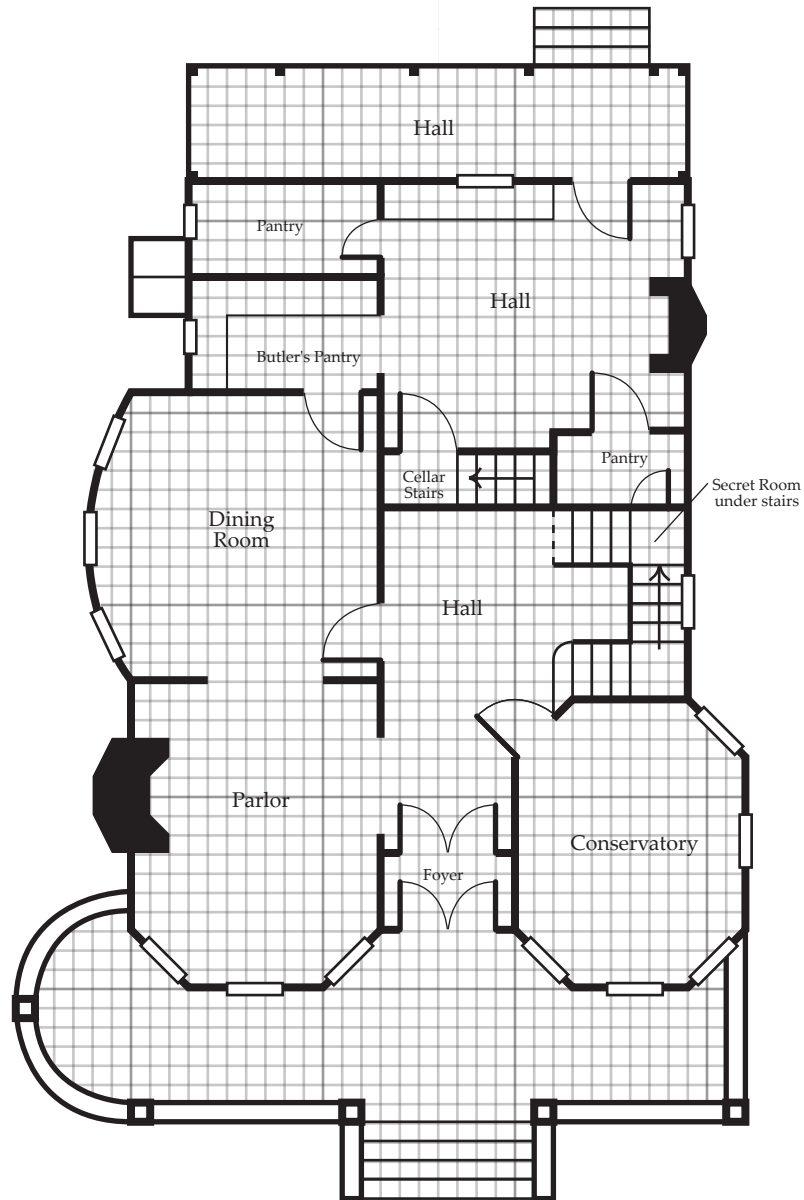 Hall
Pantry
Hall
Butler's Pantry
Pantry
Cellar
Stairs
Secret Room
under stairs
Dining
Room
Hall
Parlor
Conservatory
Foyer